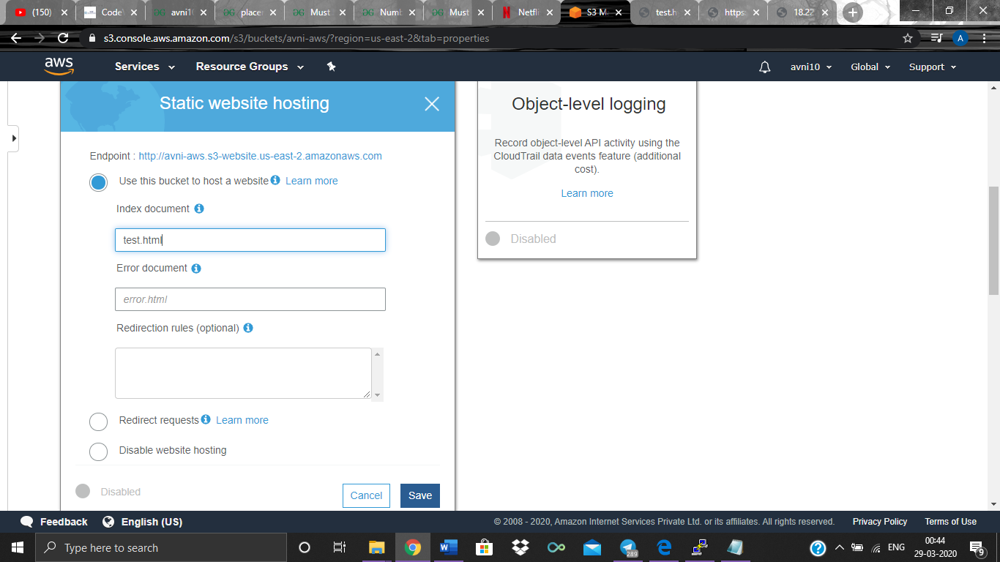 (150)
Code
avni1
place
Must
Numb
Must
Netfli
S3 M
test.h
https
18.22
s3.console.aws.amazon.com/s3/buckets/avni-aws/?region=us-east-2&tab=properties
A
aws
Services
Resource Groups
avni10
Global
Support
Static website hosting
Endpoint : http://avni-aws.s3-website.us-east-2.amazonaws.com
Use this bucket to host a website Learn more
Index document
test.html
Error document
error.html
Redirection rules (optional)
Redirect requests Learn more
Disable website hosting
Disabled
Cancel
Save
Object-level logging
Record object-level API activity using the
CloudTrail data events feature (additional
cost).
Learn more
Disabled
Feedback
English (US)
© 2008 - 2020, Amazon Internet Services Private Ltd. or its affiliates. All rights reserved.
Privacy Policy
Terms of Use
Type here to search
289
ENG
00:44
29-03-2020
9